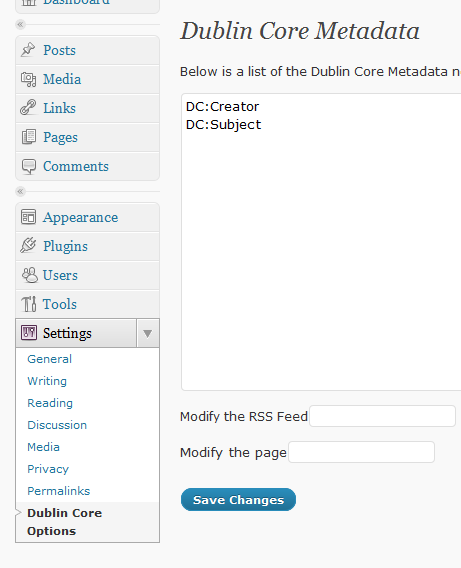 Dashboard
Posts
Media
Links
Pages
Comments
Appearance
Plugins
Users
Tools
Settings
General
Writing
Reading
Discussion
Media
Privacy
Permalinks
Dublin Core
Options
Dublin Core Metadata
Below is a list of the Dublin Core Metadata n
DC:Creator
DC:Subject
Modify the RSS Feed
Modify the page
Save Changes